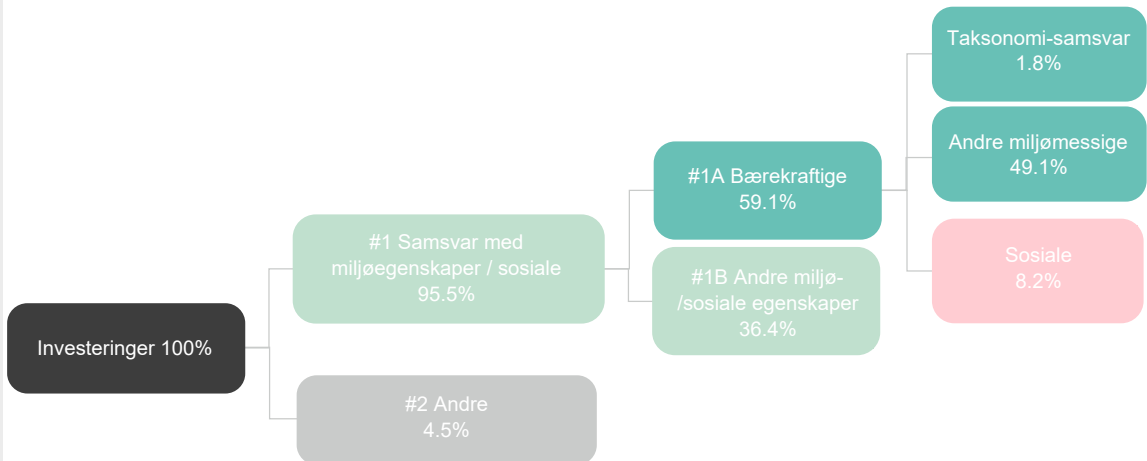 Investeringer 100%
#1 Samsvar med
miljøegenskaper / sosiale
95.5%
#2 Andre
4.5%
#1A Bærekraftige
59.1%
#1B Andre miljø-
/sosiale egenskaper
36.4%
Taksonomi-samsvar
1.8%
Andre miljømessige
49.1%
Sosiale
8.2%